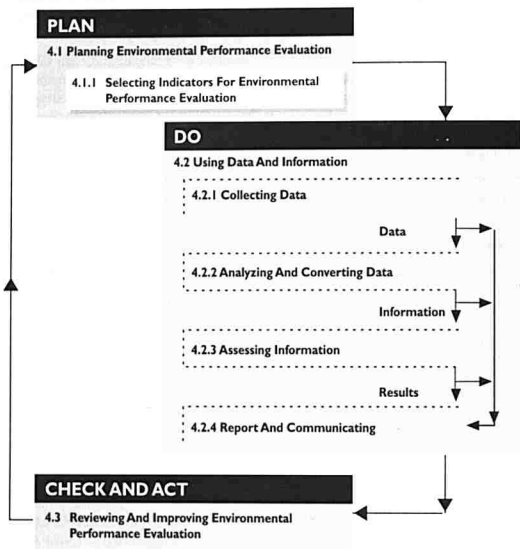 PLAN
4.1 Planning Environmental Performance Evaluation
4.1.1 Selecting Indicators For Environmental
Performance Evaluation
DO
4.2 Using Data And Information
4.2.1 Collecting Data
Data
4.2.2 Analyzing And Converting Data
Information
4.2.3 Assessing Information
Results
4.2.4 Report And Communicating
CHECK AND ACT
4.3 Reviewing And Improving Environmental
Performance Evaluation